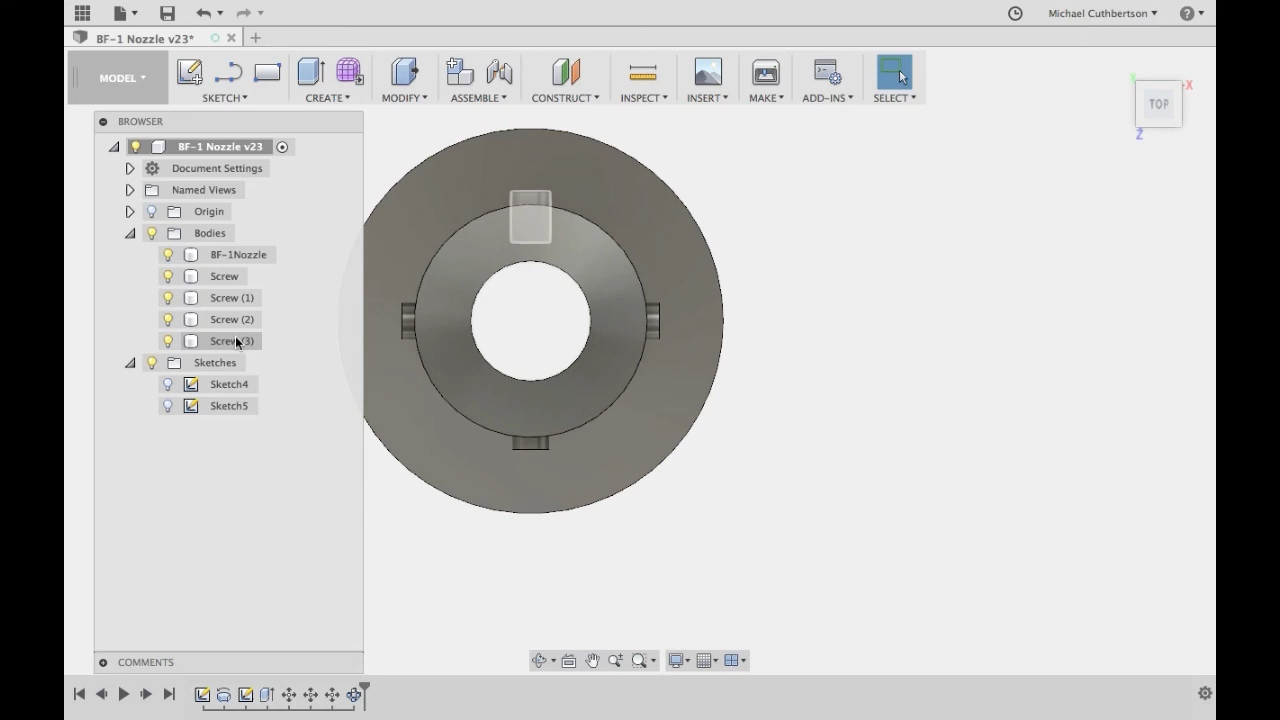 Michael Cuthbertson
BF-1 Nozzle v23*
MODEL
SKETCH
CREATE
MODIFY
ASSEMBLE
CONSTRUCT
INSPECT
INSERT
MAKE
ADD-INS
SELECT
TOP
Y
X
Z
BROWSER
BF-1 Nozzle v23
Document Settings
Named Views
Origin
Bodies
BF-1Nozzle
Screw
Screw (1)
Screw (2)
Screw (3)
Sketches
Sketch4
Sketch5
COMMENTS